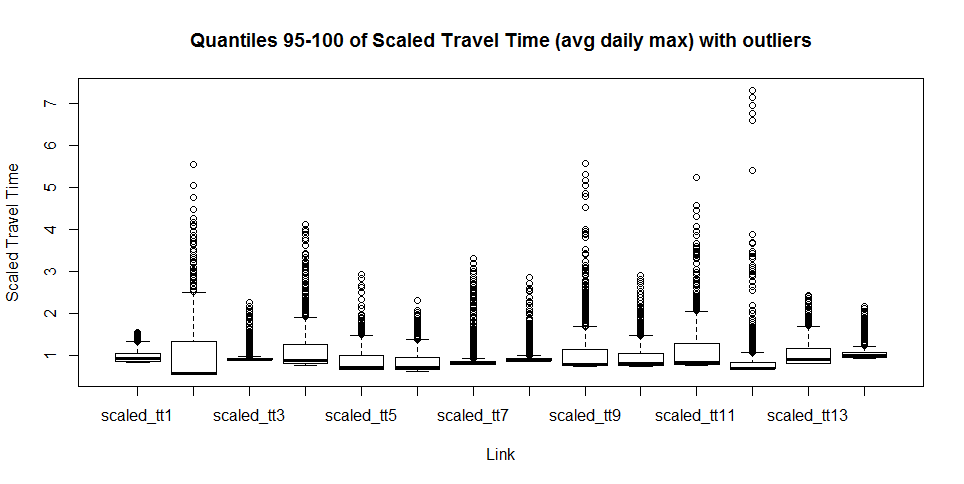 Quantiles 95-100 of Scaled Travel Time (avg daily max) with outliers
Scaled Travel Time
7
6
5
4
3
2
1
scaled_tt1 scaled_tt3 scaled_tt5 scaled_tt7 scaled_tt9 scaled_tt11 scaled_tt13
Link